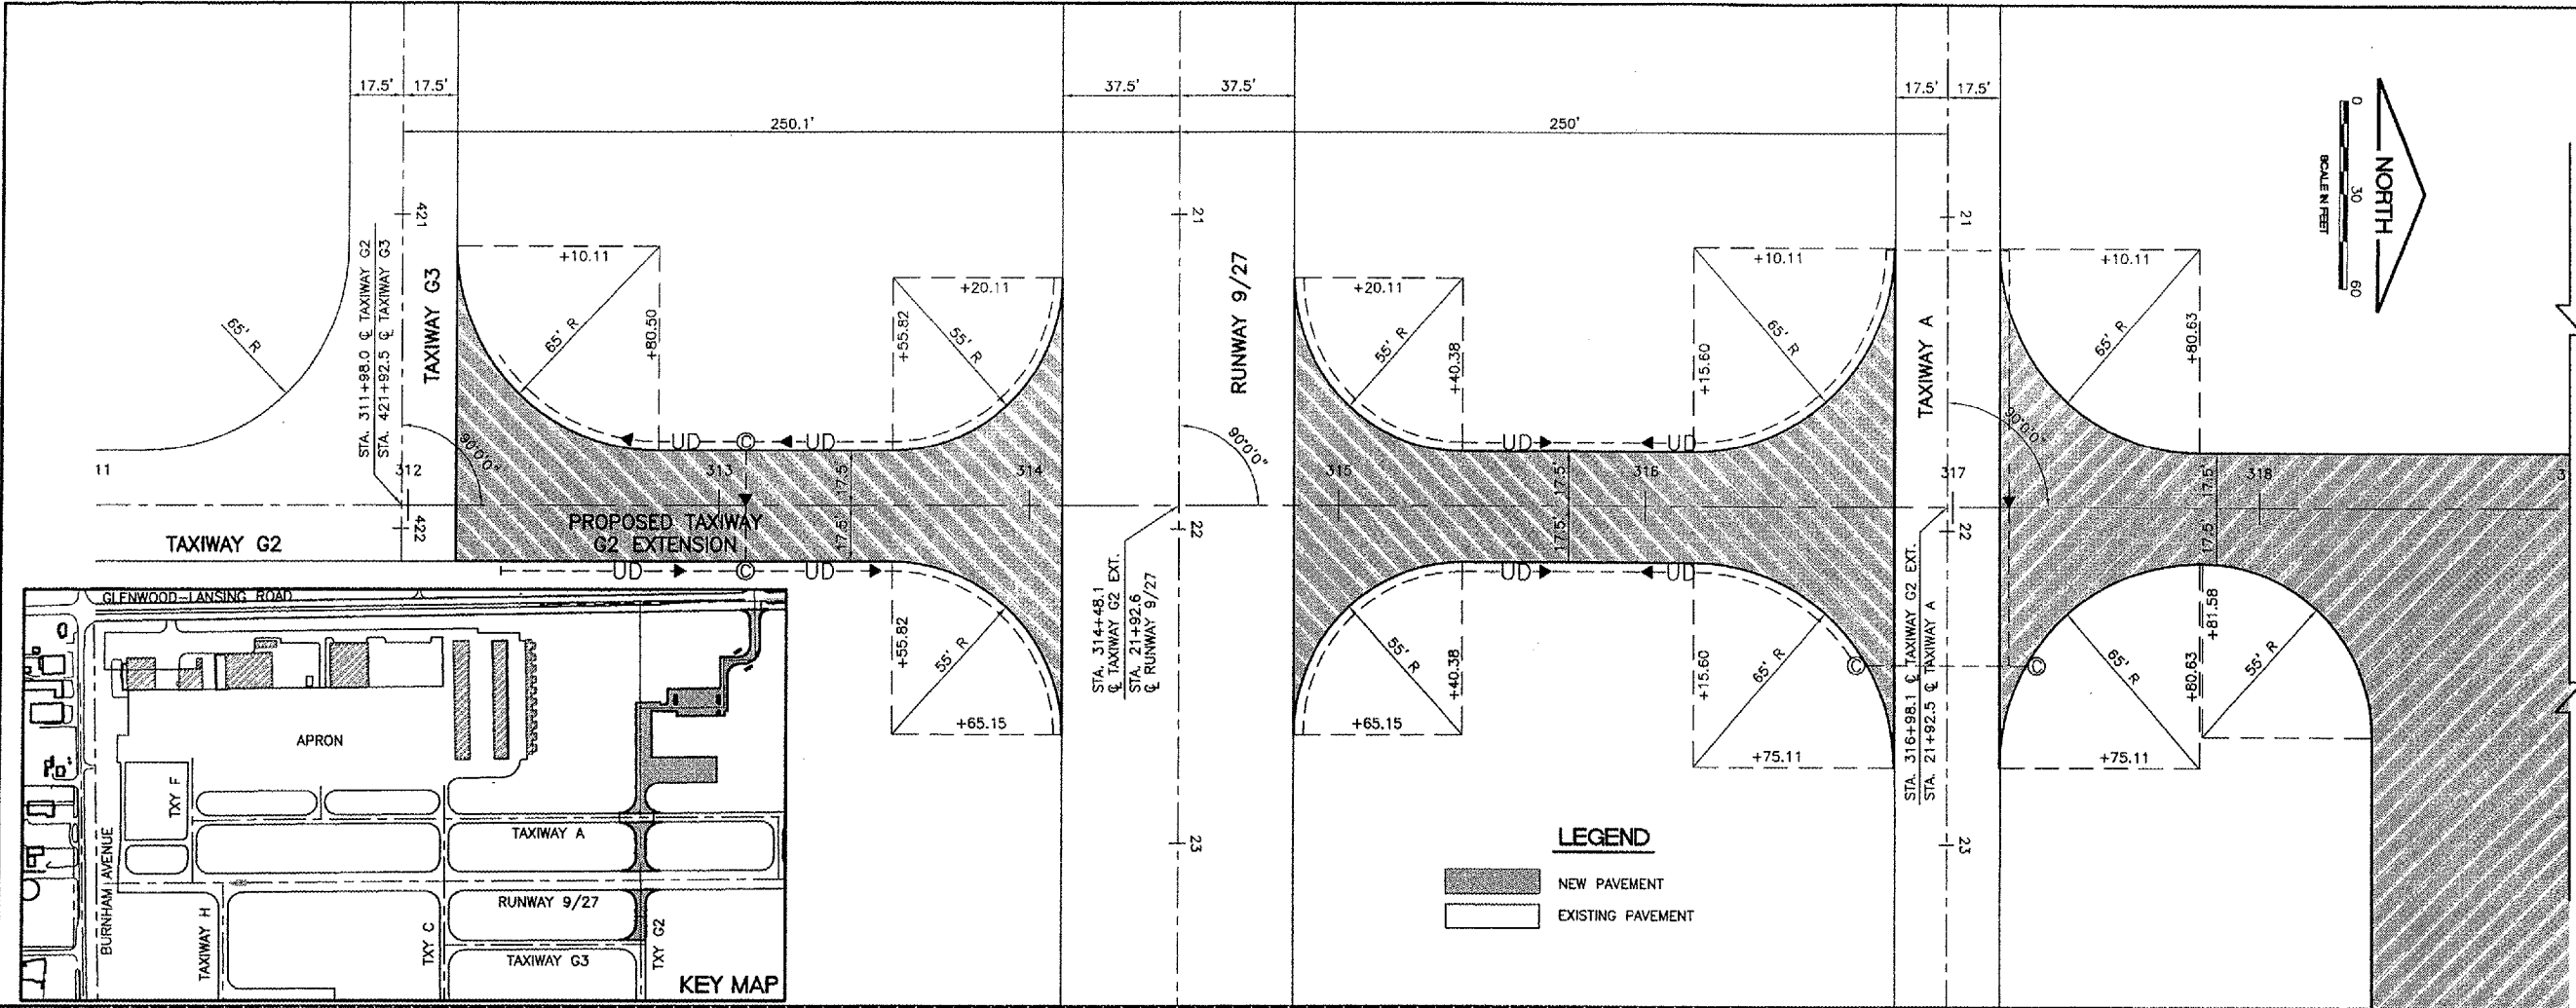 17.5'
17.5'
37.5'
37.5'
17.5'
17.5'
250.1'
250'
NORTH
0
30
60
SCALE IN FEET
421
21
21
STA. 311+98.0 ℄ TAXIWAY G2
STA. 421+92.5 ℄ TAXIWAY G3
TAXIWAY G3
RUNWAY 9/27
TAXIWAY A
+10.11
+20.11
+20.11
+10.11
+10.11
65' R
65' R
+80.50
+55.82
55' R
55' R
+40.38
+15.60
65' R
65' R
+80.63
90°0.0"
90°0.0"
90°0.0"
UD
©
UD
UD
UD
11
312
313
314
315
316
317
318
3
17.5'
17.5'
17.5'
17.5'
17.5'
17.5'
422
22
22
TAXIWAY G2
PROPOSED TAXIWAY
G2 EXTENSION
UD
©
UD
UD
UD
+55.82
55' R
+65.15
STA. 314+48.1
℄ TAXIWAY G2 EXT.
STA. 21+92.6
℄ RUNWAY 9/27
55' R
+40.38
+65.15
+15.60
65' R
+75.11
©
STA. 316+98.1 ℄ TAXIWAY G2 EXT.
STA. 21+92.5 ℄ TAXIWAY A
©
65' R
+80.63
+81.58
55' R
+75.11
23
23
GLENWOOD-LANSING ROAD
APRON
BURNHAM AVENUE
TXY F
TAXIWAY A
RUNWAY 9/27
TAXIWAY H
TXY C
TAXIWAY G3
TXY G2
KEY MAP
LEGEND
NEW PAVEMENT
EXISTING PAVEMENT